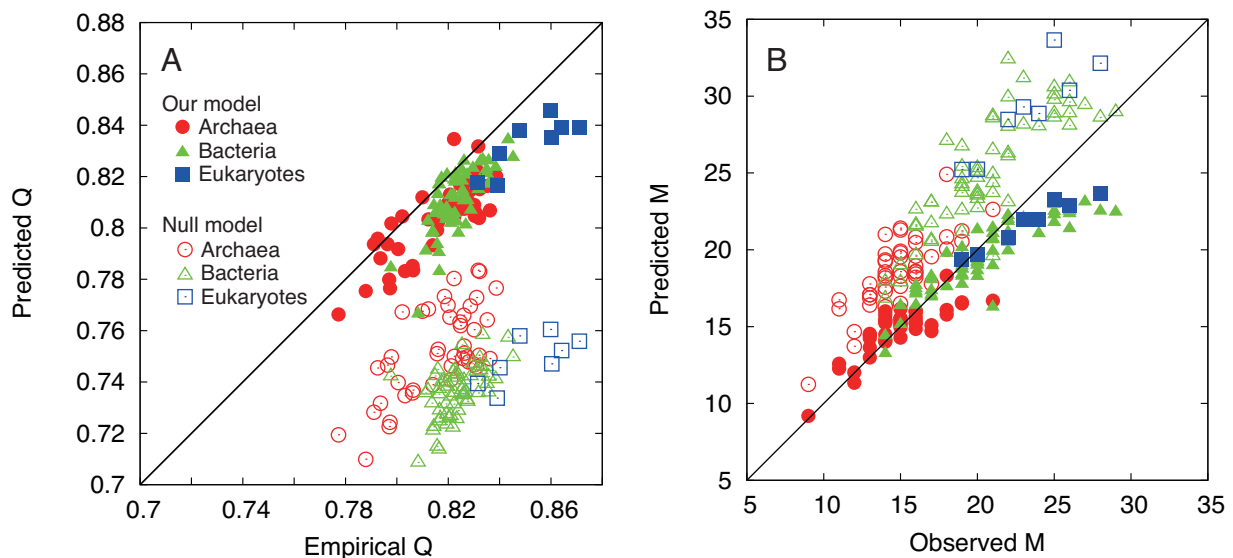 A
Our model
Archaea
Bacteria
Eukaryotes
Null model
Archaea
Bacteria
Eukaryotes
0.88
0.86
0.84
0.82
0.8
0.78
0.76
0.74
0.72
0.7
Predicted Q
0.7
0.74
0.78
0.82
0.86
Empirical Q
B
35
30
25
20
15
10
5
Predicted M
5
10
15
20
25
30
35
Observed M